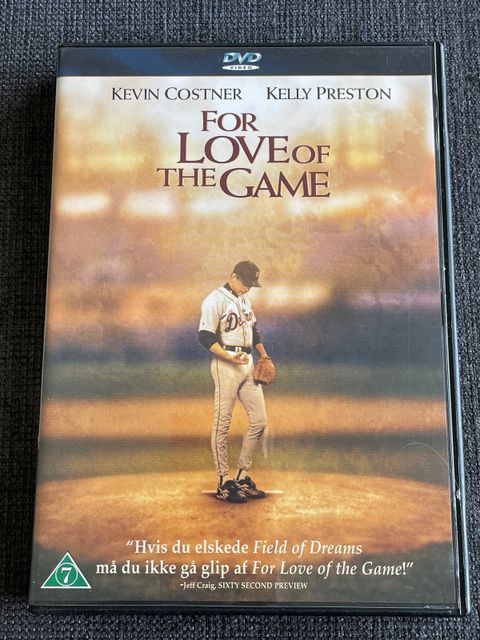 DVD
VIDEO
KEVIN COSTNER KELLY PRESTON
FOR
LOVE OF
THE GAME
De
"Hvis du elskede Field of Dreams
må du ikke gå glip af For Love of the Game!"
-Jeff Craig, SIXTY SECOND PREVIEW
7